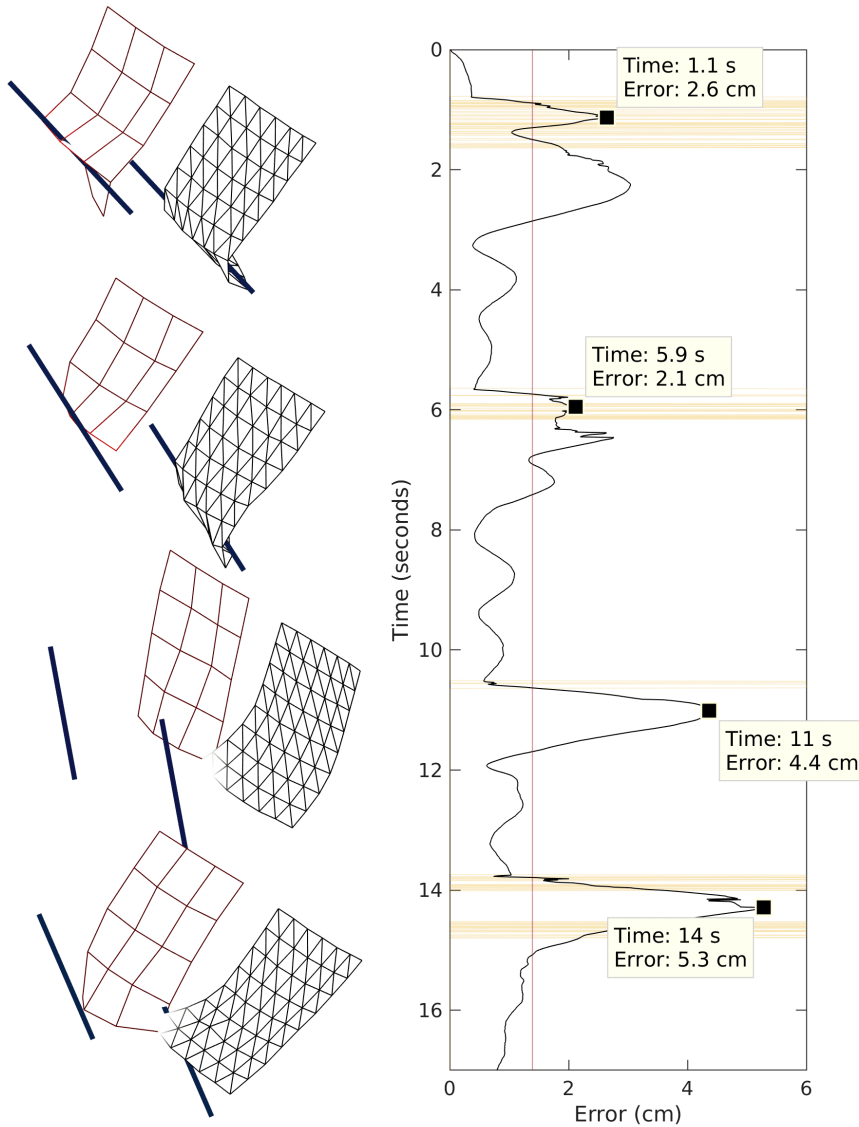 0
Time: 1.1 s
Error: 2.6 cm
2
4
Time: 5.9 s
Error: 2.1 cm
6
Time (seconds)
8
10
Time: 11 s
Error: 4.4 cm
12
14
Time: 14 s
Error: 5.3 cm
16
0 2 4 6
Error (cm)